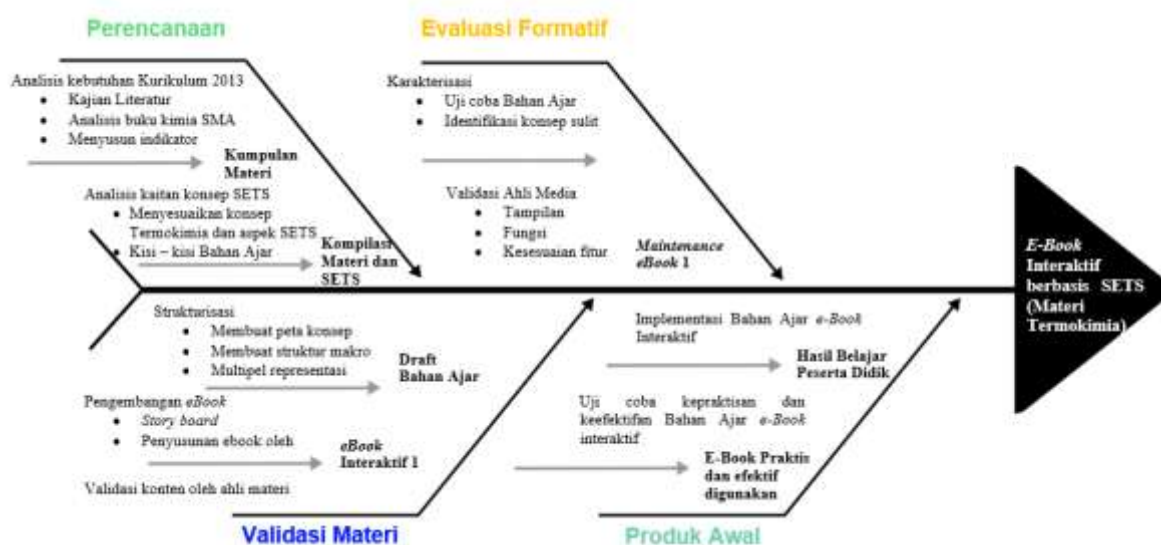 Perencanaan
Analisis kebutuhan Kurikulum 2013
• Kajian Literatur
• Analisis buku kimia SMA
• Menyusun indikator
Kumpulan
Materi
Analisis kaitan konsep SETS
• Menyesuaikan konsep
Termokimia dan aspek SETS
• Kisi – kisi Bahan Ajar
Kompilasi
Materi dan
SETS
Evaluasi Formatif
Karakterisasi
• Uji coba Bahan Ajar
• Identifikasi konsep sulit
Validasi Ahli Media
• Tampilan
• Fungsi
• Kesesuaian fitur
Maintenance
eBook 1
Strukturisasi
• Membuat peta konsep
• Membuat struktur makro
• Multipel representasi
Draft
Bahan Ajar
Pengembangan eBook
• Story board
• Penyusunan ebook oleh
eBook
Interaktif 1
Validasi konten oleh ahli materi
Validasi Materi
Implementasi Bahan Ajar e-Book
Interaktif
Hasil Belajar
Peserta Didik
Uji coba kepraktisan dan
keefektifan Bahan Ajar e-Book
interaktif
E-Book Praktis
dan efektif
digunakan
Produk Awal
E-Book
Interaktif
berbasis SETS
(Materi
Termokimia)